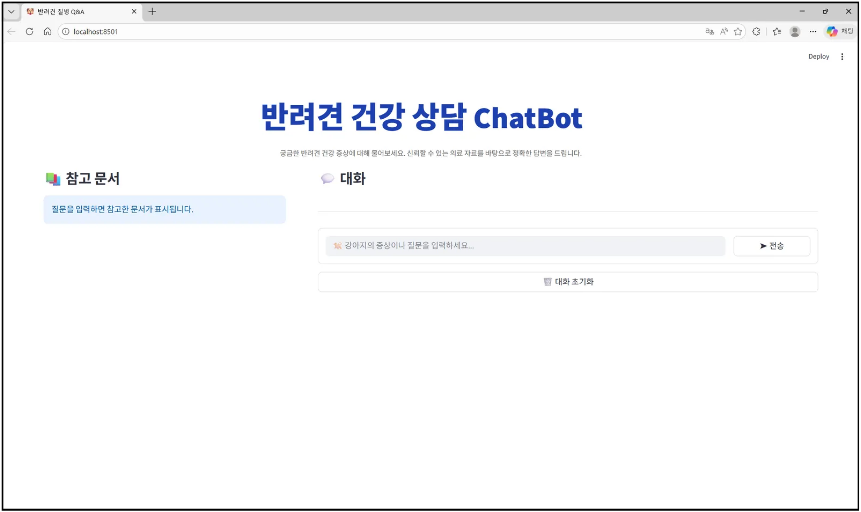 반려견 질병 Q&A
localhost:8501
채팅
Deploy
반려견 건강 상담 ChatBot
궁금한 반려견 건강 증상에 대해 물어보세요. 신뢰할 수 있는 의료 자료를 바탕으로 정확한 답변을 드립니다.
참고 문서
질문을 입력하면 참고한 문서가 표시됩니다.
대화
강아지의 증상이나 질문을 입력하세요...
➤ 전송
대화 초기화